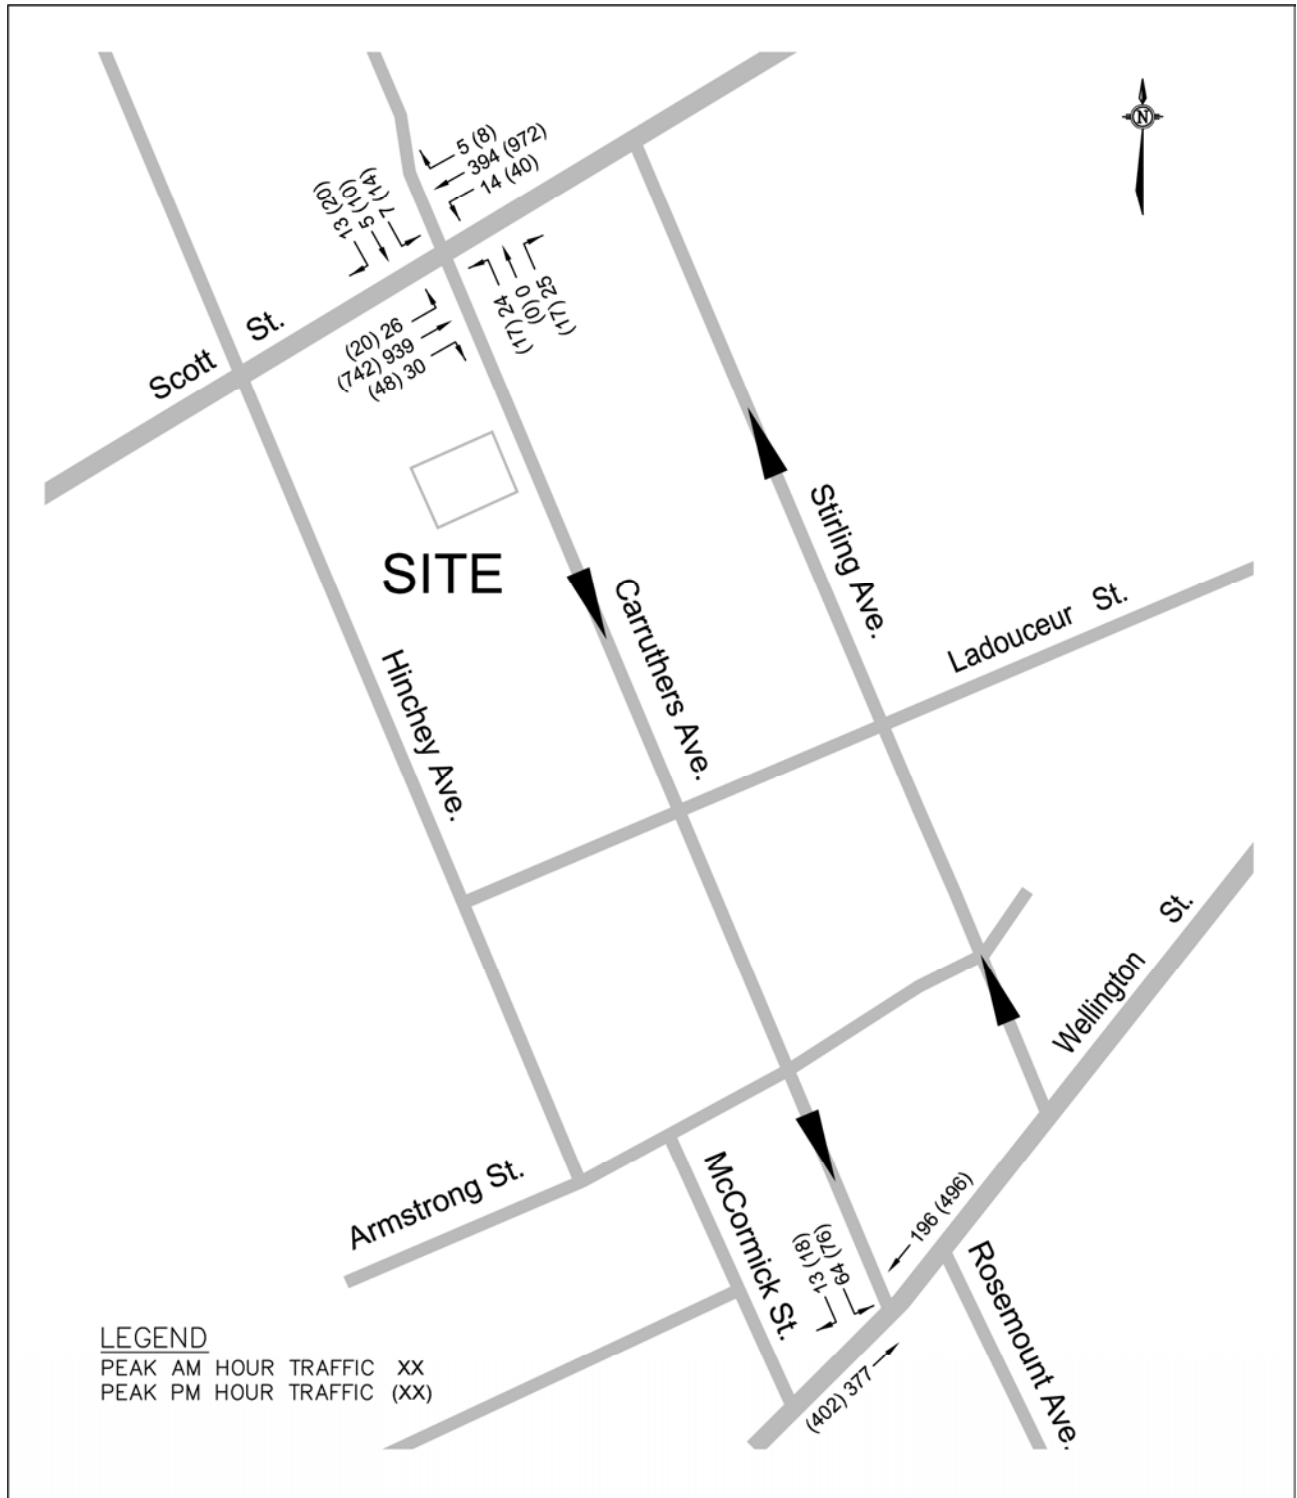 N
5 (8)
394 (972)
14 (40)
13 (20)
5 (10)
7 (14)
(17) 24
(0) 0
(17) 25
(20) 26
(742) 939
(48) 30
Scott St.
SITE
Stirling Ave.
Carruthers Ave.
Ladouceur St.
Hinchey Ave.
Wellington St.
Armstrong St.
McCormick St.
13 (18)
64 (76)
196 (496)
Rosemount Ave.
(402) 377
LEGEND
PEAK AM HOUR TRAFFIC XX
PEAK PM HOUR TRAFFIC (XX)